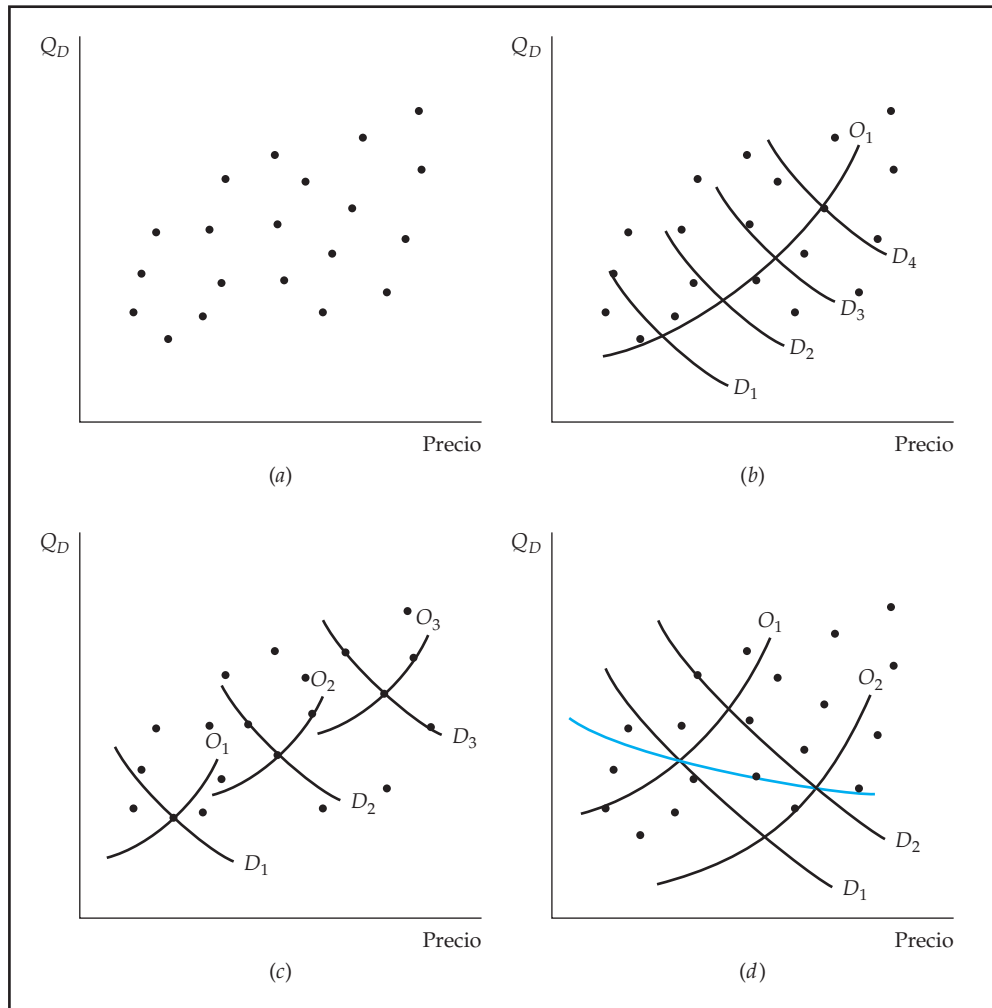 Q_D
Precio
(a)
Q_D
O_1
D_4
D_3
D_2
D_1
Precio
(b)
Q_D
O_3
O_2
D_3
O_1
D_2
D_1
Precio
(c)
Q_D
O_1
O_2
D_2
D_1
Precio
(d)